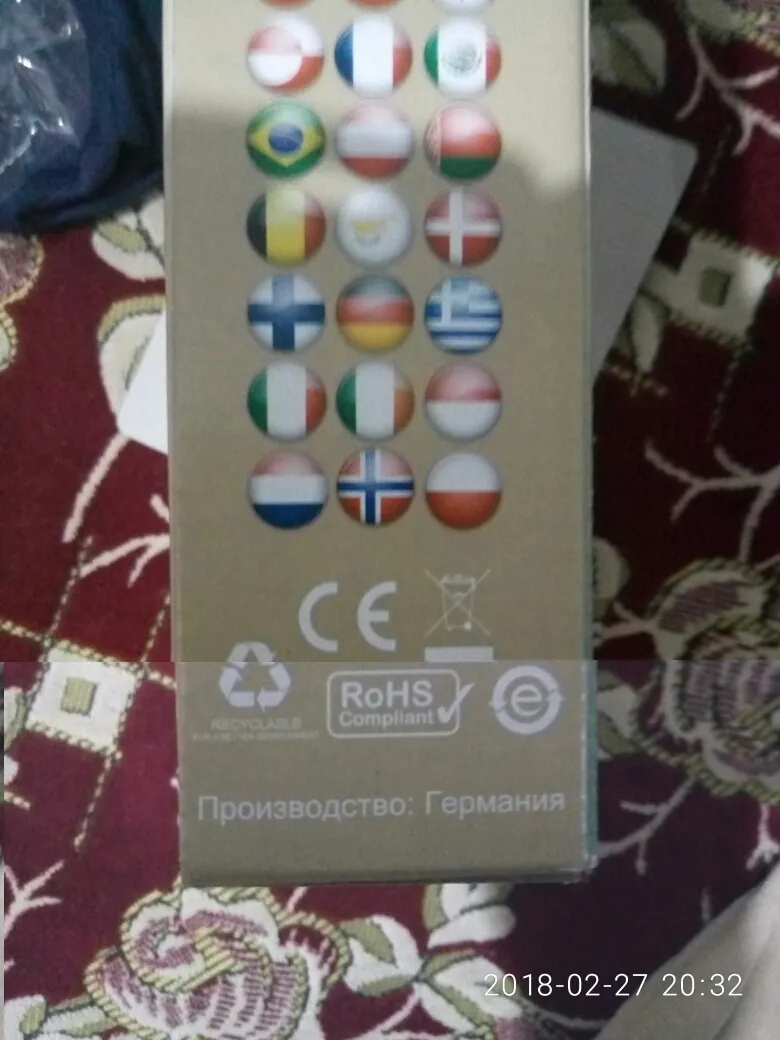 CE
RoHS
Compliant
RECYCLABLE
e
Производство: Германия
2018-02-27 20:32